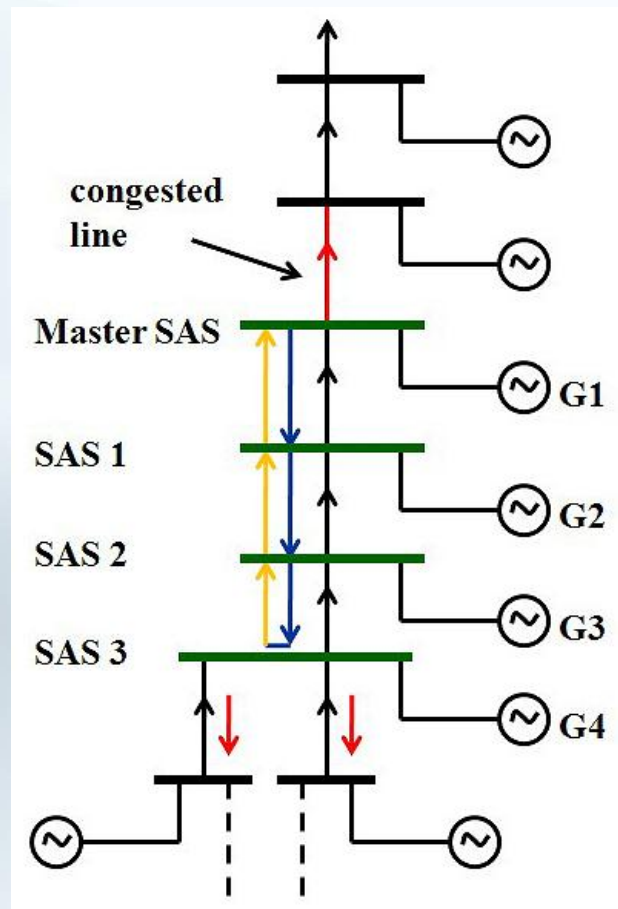 congested
line
Master SAS
G1
SAS 1
G2
SAS 2
G3
SAS 3
G4